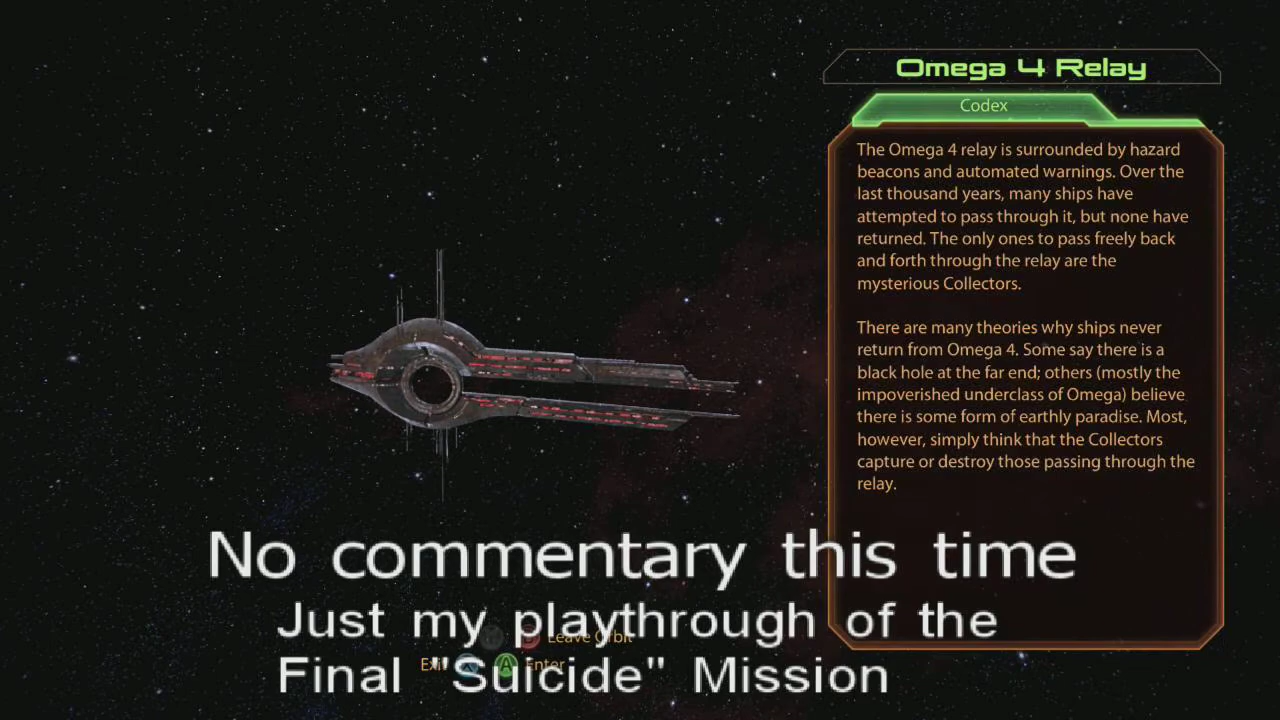 Omega 4 Relay
Codex
The Omega 4 relay is surrounded by hazard
beacons and automated warnings. Over the
last thousand years, many ships have
attempted to pass through it, but none have
returned. The only ones to pass freely back
and forth through the relay are the
mysterious Collectors.
There are many theories why ships never
return from Omega 4. Some say there is a
black hole at the far end; others (mostly the
impoverished underclass of Omega) believe
there is some form of earthly paradise. Most,
however, simply think that the Collectors
capture or destroy those passing through the
relay.
No commentary this time
Just my playthrough of the
Leave Orbit
Final "Suicide" Mission
Exit A Enter